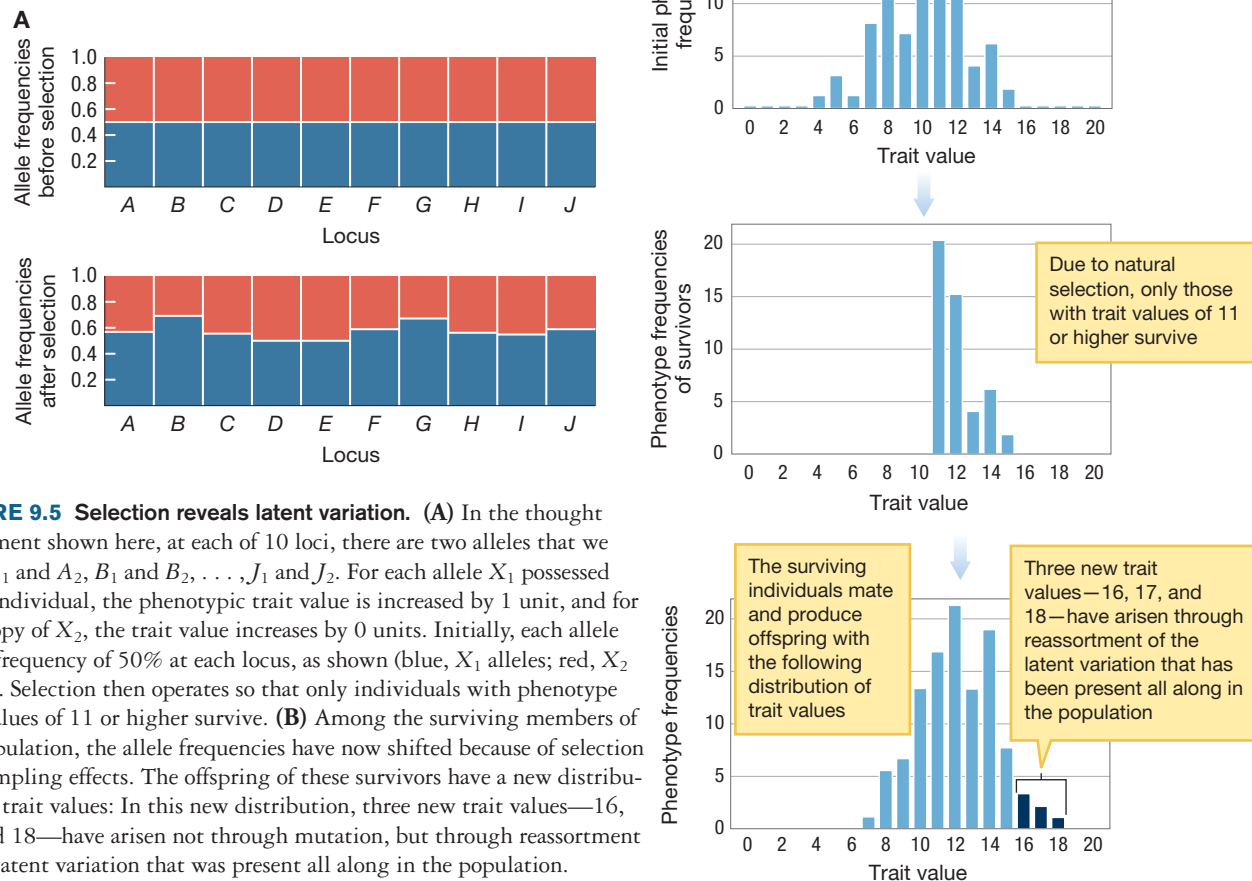 A
Allele frequencies
before selection
1.0
0.8
0.6
0.4
0.2
A B C D E F G H I J
Locus
Allele frequencies
after selection
1.0
0.8
0.6
0.4
0.2
A B C D E F G H I J
Locus
RE 9.5 Selection reveals latent variation. (A) In the thought
ment shown here, at each of 10 loci, there are two alleles that we
1 and A2, B1 and B2, . . . , J1 and J2. For each allele X1 possessed
individual, the phenotypic trait value is increased by 1 unit, and for
py of X2, the trait value increases by 0 units. Initially, each allele
frequency of 50% at each locus, as shown (blue, X1 alleles; red, X2
. Selection then operates so that only individuals with phenotype
lues of 11 or higher survive. (B) Among the surviving members of
pulation, the allele frequencies have now shifted because of selection
mpling effects. The offspring of these survivors have a new distribu-
trait values: In this new distribution, three new trait values—16,
d 18—have arisen not through mutation, but through reassortment
latent variation that was present all along in the population.
Initial ph
frequ
10
5
0
0 2 4 6 8 10 12 14 16 18 20
Trait value
Phenotype frequencies
of survivors
20
15
10
5
0
0 2 4 6 8 10 12 14 16 18 20
Trait value
Due to natural
selection, only those
with trait values of 11
or higher survive
Phenotype frequencies
20
15
10
5
0
0 2 4 6 8 10 12 14 16 18 20
Trait value
The surviving
individuals mate
and produce
offspring with
the following
distribution of
trait values
Three new trait
values—16, 17, and
18—have arisen through
reassortment of the
latent variation that has
been present all along in
the population